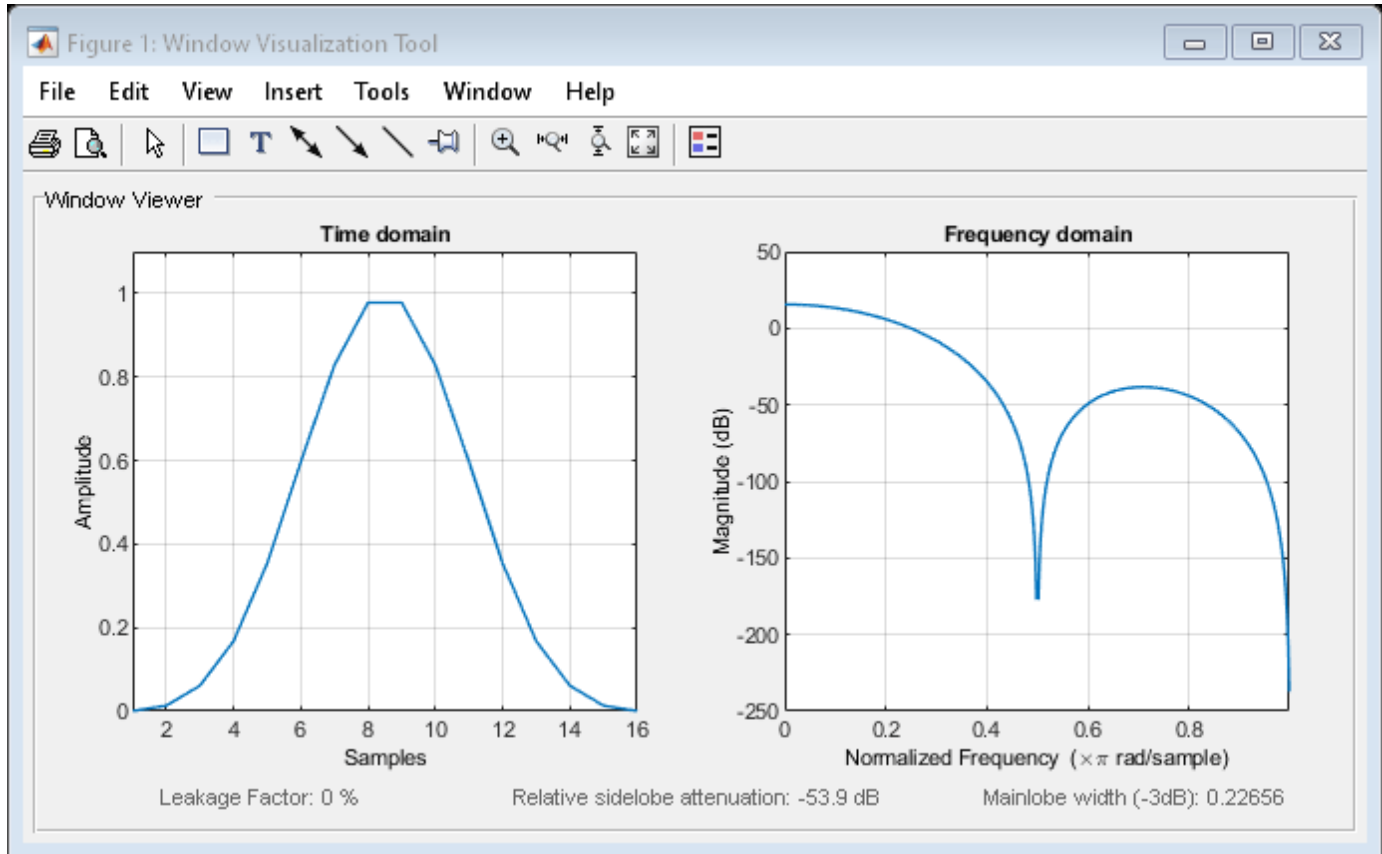 Figure 1: Window Visualization Tool
File Edit View Insert Tools Window Help
T
Window Viewer
Time domain
1
0.8
0.6
0.4
0.2
0
Amplitude
2 4 6 8 10 12 14 16
Samples
Frequency domain
50
0
-50
-100
-150
-200
-250
Magnitude (dB)
0 0.2 0.4 0.6 0.8
Normalized Frequency (×π rad/sample)
Leakage Factor: 0 %
Relative sidelobe attenuation: -53.9 dB
Mainlobe width (-3dB): 0.22656